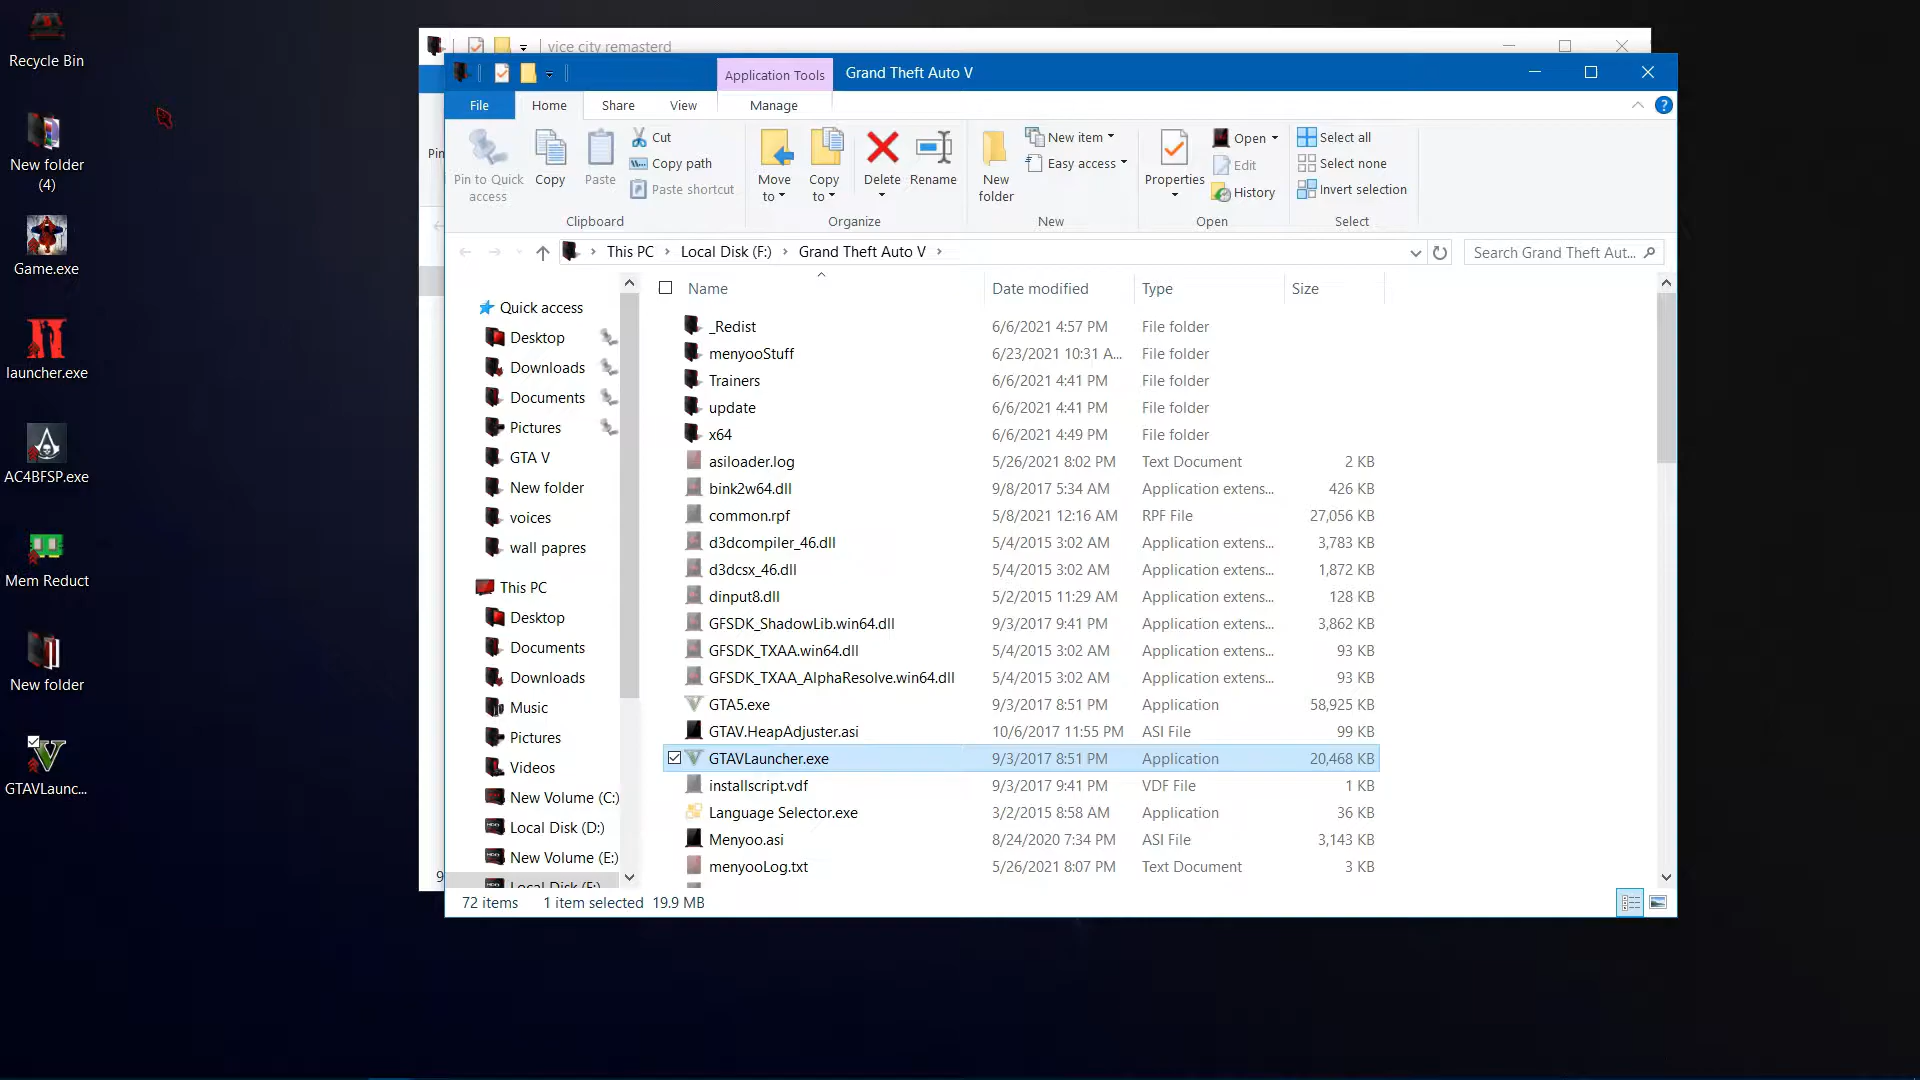 Recycle Bin
New folder
(4)
Game.exe
launcher.exe
AC4BFSP.exe
Mem Reduct
New folder
GTAVLaunc...
vice city remasterd
Pin
9
Application Tools
Grand Theft Auto V
File
Home
Share
View
Manage
Pin to Quick
access
Copy
Paste
Cut
Copy path
Paste shortcut
Clipboard
Move
to
Copy
to
Delete
Rename
Organize
New
folder
New item
Easy access
New
Properties
Open
Edit
History
Open
Select all
Select none
Invert selection
Select
This PC > Local Disk (F:) > Grand Theft Auto V >
Search Grand Theft Aut...
Quick access
Desktop
Downloads
Documents
Pictures
GTA V
New folder
voices
wall papres
This PC
Desktop
Documents
Downloads
Music
Pictures
Videos
New Volume (C:)
Local Disk (D:)
New Volume (E:)
Local Disk (F:)
Name Date modified Type Size
_Redist 6/6/2021 4:57 PM File folder
menyooStuff 6/23/2021 10:31 A... File folder
Trainers 6/6/2021 4:41 PM File folder
update 6/6/2021 4:41 PM File folder
x64 6/6/2021 4:49 PM File folder
asiloader.log 5/26/2021 8:02 PM Text Document 2 KB
bink2w64.dll 9/8/2017 5:34 AM Application extens... 426 KB
common.rpf 5/8/2021 12:16 AM RPF File 27,056 KB
d3dcompiler_46.dll 5/4/2015 3:02 AM Application extens... 3,783 KB
d3dcsx_46.dll 5/4/2015 3:02 AM Application extens... 1,872 KB
dinput8.dll 5/2/2015 11:29 AM Application extens... 128 KB
GFSDK_ShadowLib.win64.dll 9/3/2017 9:41 PM Application extens... 3,862 KB
GFSDK_TXAA.win64.dll 5/4/2015 3:02 AM Application extens... 93 KB
GFSDK_TXAA_AlphaResolve.win64.dll 5/4/2015 3:02 AM Application extens... 93 KB
GTA5.exe 9/3/2017 8:51 PM Application 58,925 KB
GTAV.HeapAdjuster.asi 10/6/2017 11:55 PM ASI File 99 KB
GTAVLauncher.exe 9/3/2017 8:51 PM Application 20,468 KB
installscript.vdf 9/3/2017 9:41 PM VDF File 1 KB
Language Selector.exe 3/2/2015 8:58 AM Application 36 KB
Menyoo.asi 8/24/2020 7:34 PM ASI File 3,143 KB
menyooLog.txt 5/26/2021 8:07 PM Text Document 3 KB
72 items 1 item selected 19.9 MB